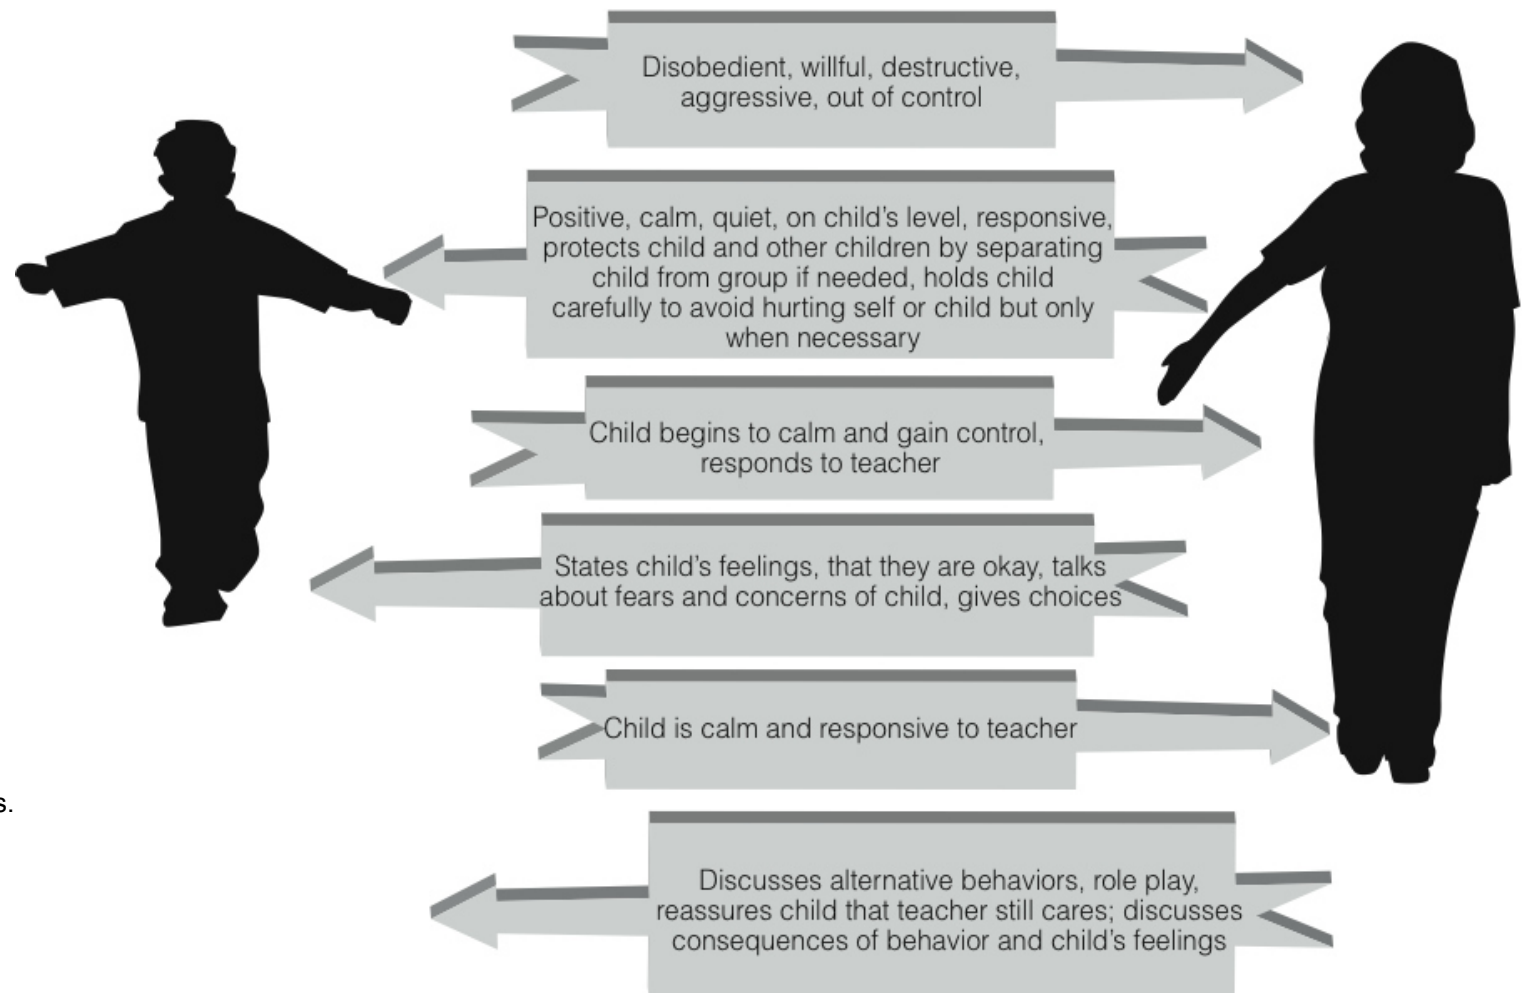 Disobedient, willful, destructive,
aggressive, out of control
Positive, calm, quiet, on child's level, responsive,
protects child and other children by separating
child from group if needed, holds child
carefully to avoid hurting self or child but only
when necessary
Child begins to calm and gain control,
responds to teacher
States child's feelings, that they are okay, talks
about fears and concerns of child, gives choices
Child is calm and responsive to teacher
s.
Discusses alternative behaviors, role play,
reassures child that teacher still cares; discusses
consequences of behavior and child's feelings